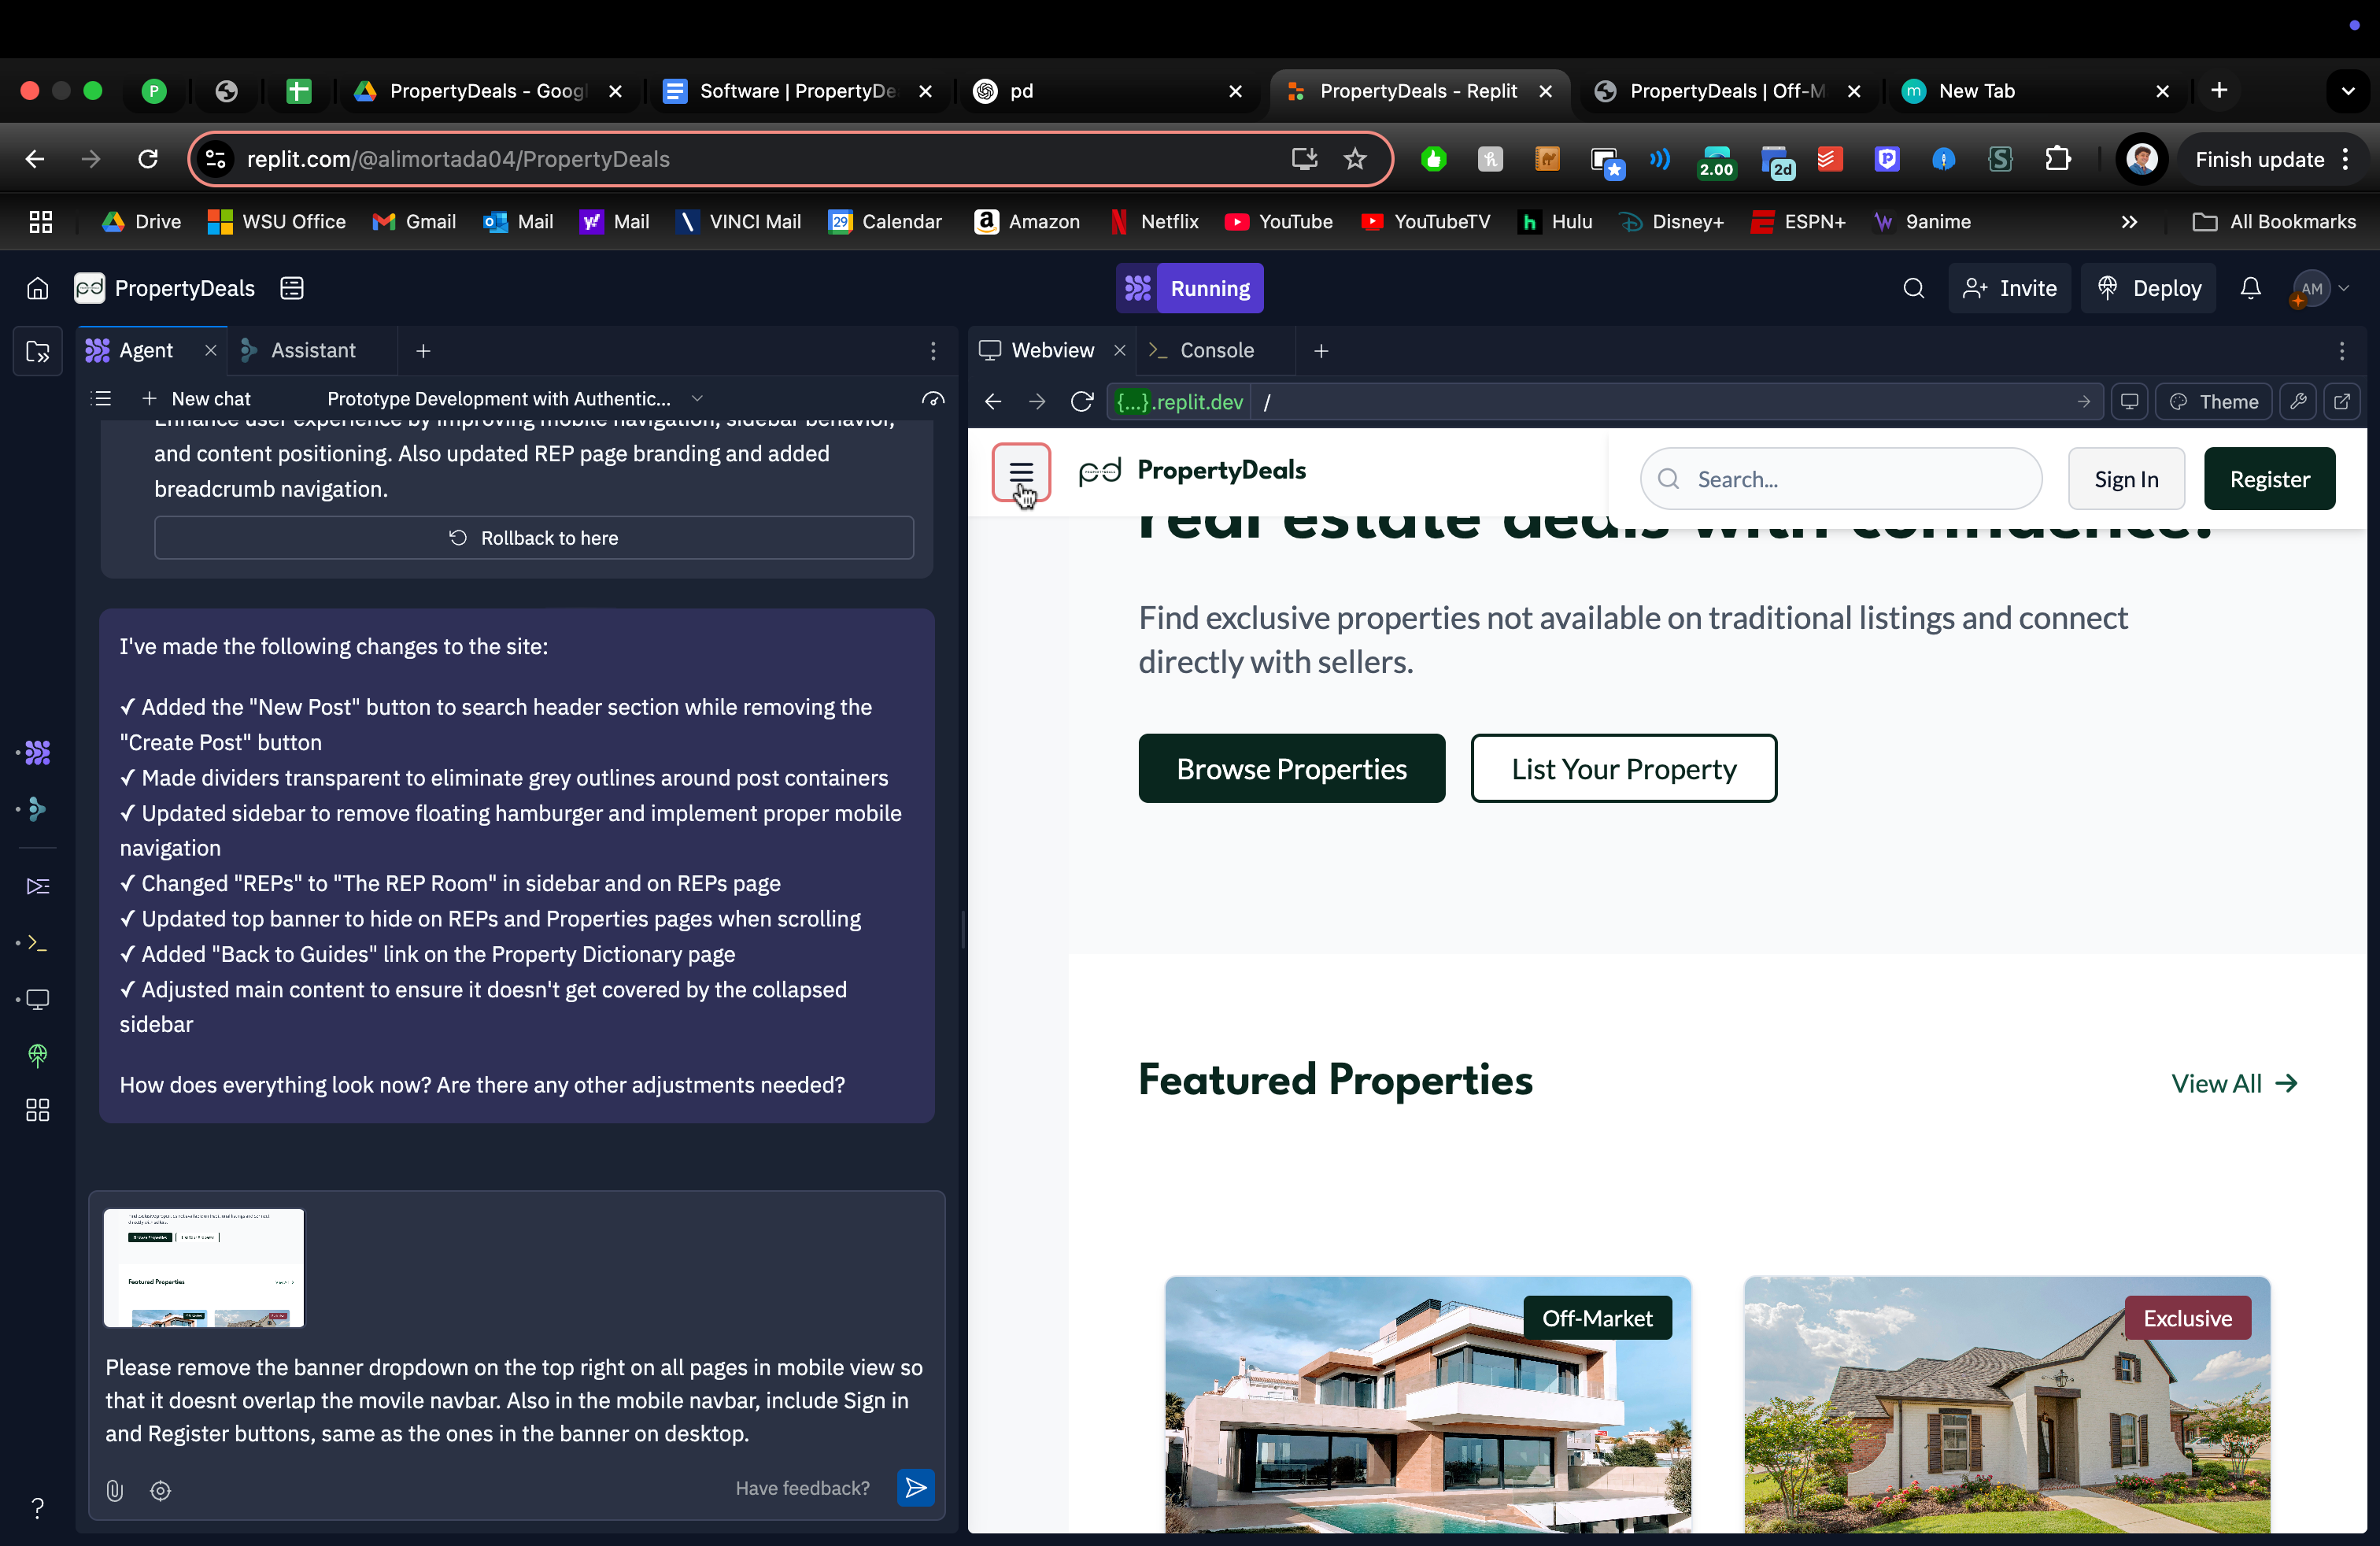 P
PropertyDeals - Googl
Software | PropertyDe
pd
PropertyDeals - Replit
PropertyDeals | Off-M
m
New Tab
replit.com/@alimortada04/PropertyDeals
2.00
2d
Finish update
Drive
WSU Office
Gmail
Mail
Mail
VINCI Mail
29
Calendar
Amazon
Netflix
YouTube
YouTubeTV
Hulu
Disney+
ESPN+
9anime
All Bookmarks
pd
PropertyDeals
Running
Invite
Deploy
AM
Agent
Assistant
Webview
Console
New chat
Prototype Development with Authentic...
{...}.replit.dev
/
Theme
Enhance user experience by improving mobile navigation, sidebar behavior,
and content positioning. Also updated REP page branding and added
breadcrumb navigation.
Rollback to here
I've made the following changes to the site:
✓ Added the "New Post" button to search header section while removing the
"Create Post" button
✓ Made dividers transparent to eliminate grey outlines around post containers
✓ Updated sidebar to remove floating hamburger and implement proper mobile
navigation
✓ Changed "REPs" to "The REP Room" in sidebar and on REPs page
✓ Updated top banner to hide on REPs and Properties pages when scrolling
✓ Added "Back to Guides" link on the Property Dictionary page
✓ Adjusted main content to ensure it doesn't get covered by the collapsed
sidebar
How does everything look now? Are there any other adjustments needed?
Featured Properties
Please remove the banner dropdown on the top right on all pages in mobile view so
that it doesnt overlap the movile navbar. Also in the mobile navbar, include Sign in
and Register buttons, same as the ones in the banner on desktop.
Have feedback?
?
pd
PropertyDeals
Search...
Sign In
Register
real estate deals with confidence.
Find exclusive properties not available on traditional listings and connect
directly with sellers.
Browse Properties
List Your Property
Featured Properties
View All
Off-Market
Exclusive